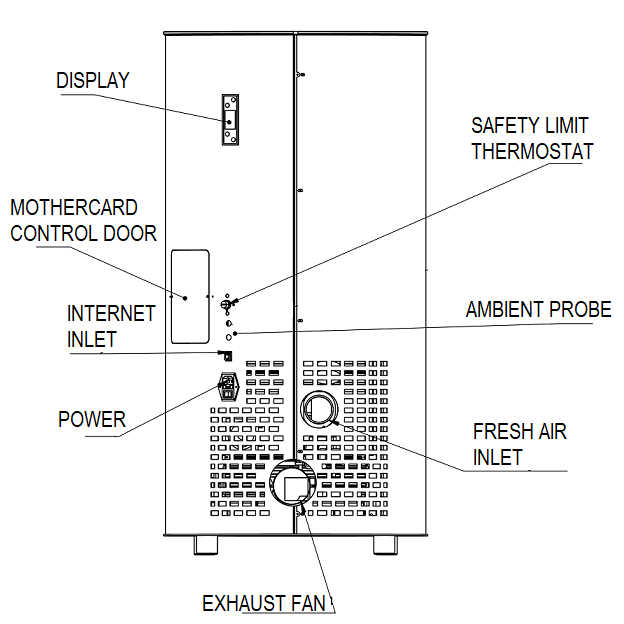 DISPLAY
SAFETY LIMIT
THERMOSTAT
MOTHERCARD
CONTROL DOOR
INTERNET
INLET
AMBIENT PROBE
POWER
FRESH AIR
INLET
EXHAUST FAN